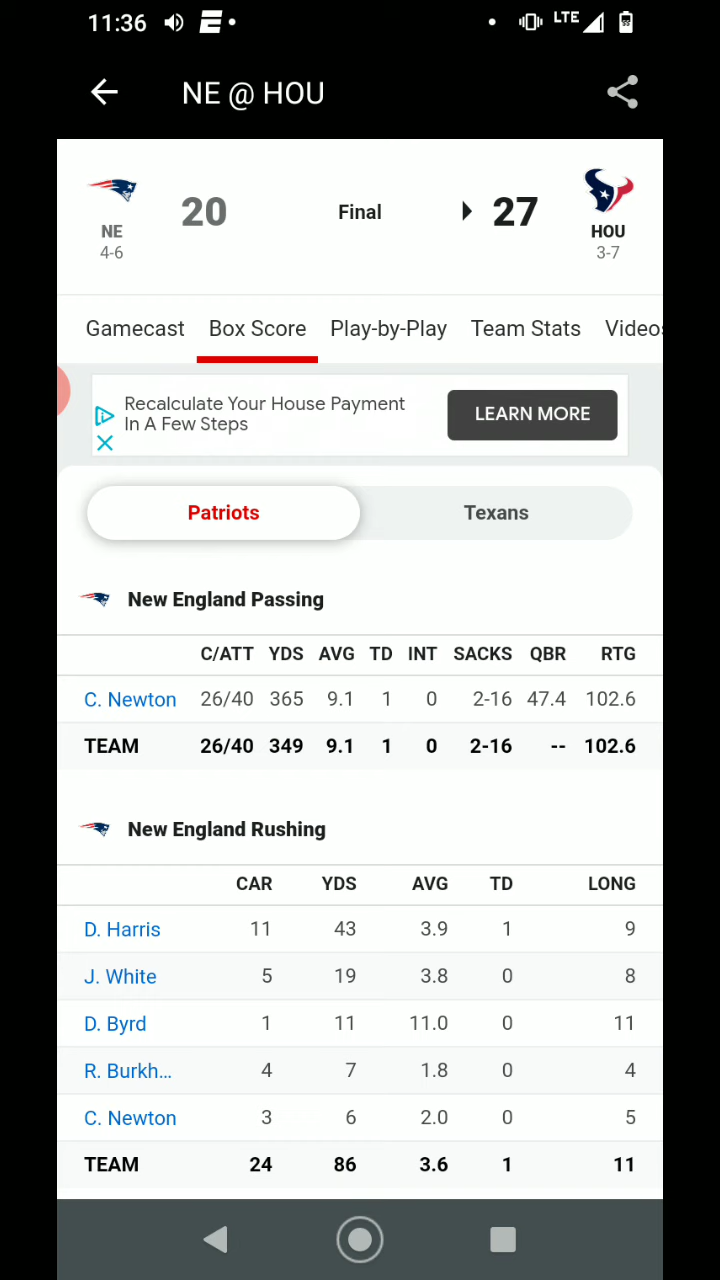 11:36
LTE
NE @ HOU
20 Final 27
NE HOU
4-6 3-7
Gamecast Box Score Play-by-Play Team Stats Videos
Recalculate Your House Payment
In A Few Steps
LEARN MORE
Patriots Texans
New England Passing
C/ATT YDS AVG TD INT SACKS QBR RTG
C. Newton 26/40 365 9.1 1 0 2-16 47.4 102.6
TEAM 26/40 349 9.1 1 0 2-16 -- 102.6
New England Rushing
CAR YDS AVG TD LONG
D. Harris 11 43 3.9 1 9
J. White 5 19 3.8 0 8
D. Byrd 1 11 11.0 0 11
R. Burkh... 4 7 1.8 0 4
C. Newton 3 6 2.0 0 5
TEAM 24 86 3.6 1 11